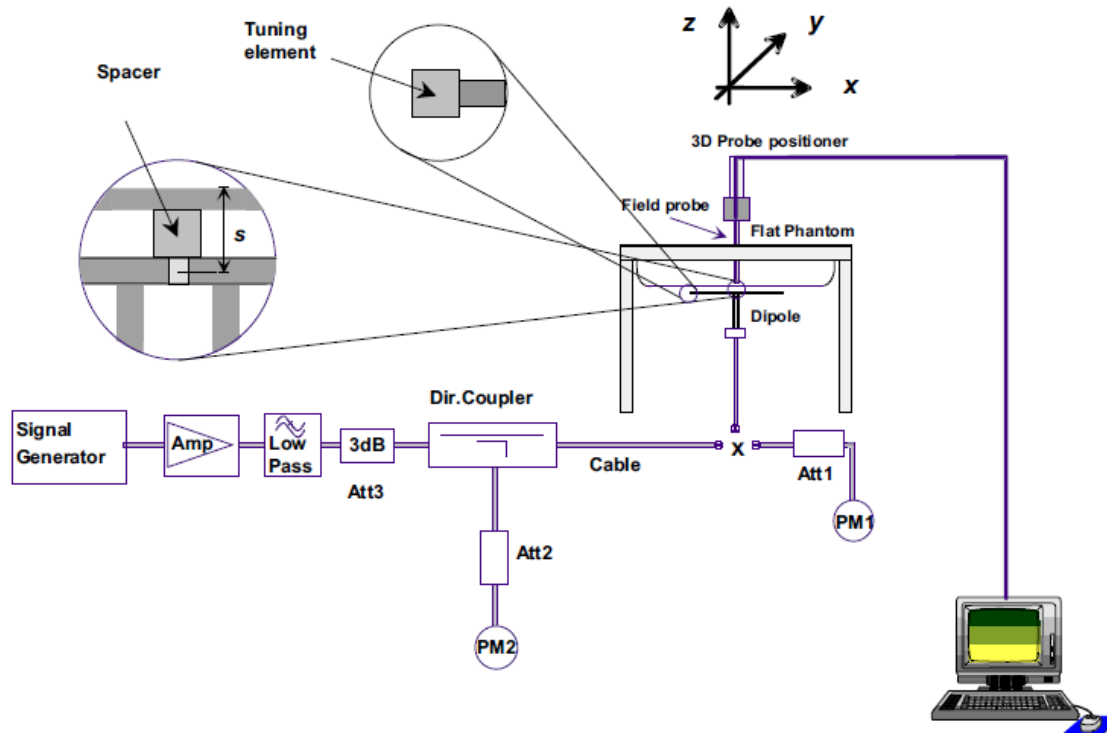 Tuning
element
Spacer
s
z
y
x
3D Probe positioner
Field probe
Flat Phantom
Dipole
Dir.Coupler
Signal
Generator
Amp
Low
Pass
3dB
Att3
Cable
X
Att1
PM1
Att2
PM2